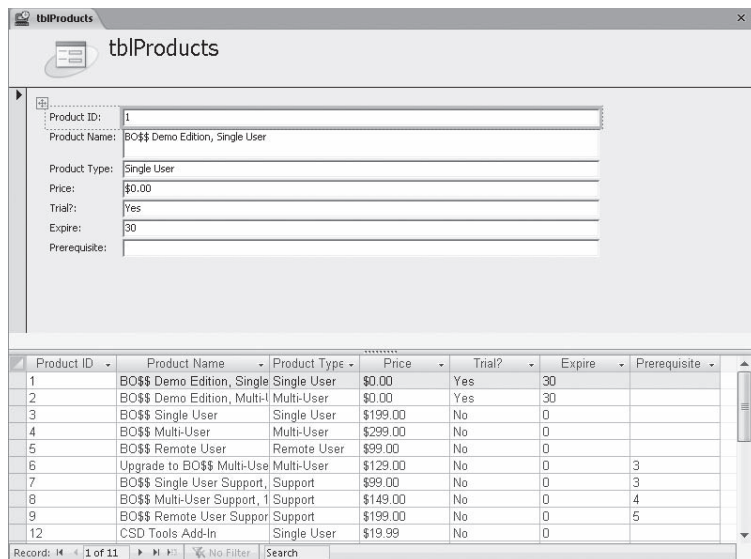 tblProducts
tblProducts
Product ID: 1
Product Name: BO$$ Demo Edition, Single User
Product Type: Single User
Price: $0.00
Trial?: Yes
Expire: 30
Prerequisite:
Product ID Product Name Product Type Price Trial? Expire Prerequisite
1 BO$$ Demo Edition, Single Single User $0.00 Yes 30
2 BO$$ Demo Edition, Multi-U Multi-User $0.00 Yes 30
3 BO$$ Single User Single User $199.00 No 0
4 BO$$ Multi-User Multi-User $299.00 No 0
5 BO$$ Remote User Remote User $99.00 No 0
6 Upgrade to BO$$ Multi-Use Multi-User $129.00 No 0 3
7 BO$$ Single User Support, Support $99.00 No 0 3
8 BO$$ Multi-User Support, 1 Support $149.00 No 0 4
9 BO$$ Remote User Suppor Support $199.00 No 0 5
12 CSD Tools Add-In Single User $19.99 No 0
Record: 1 of 11 No Filter Search